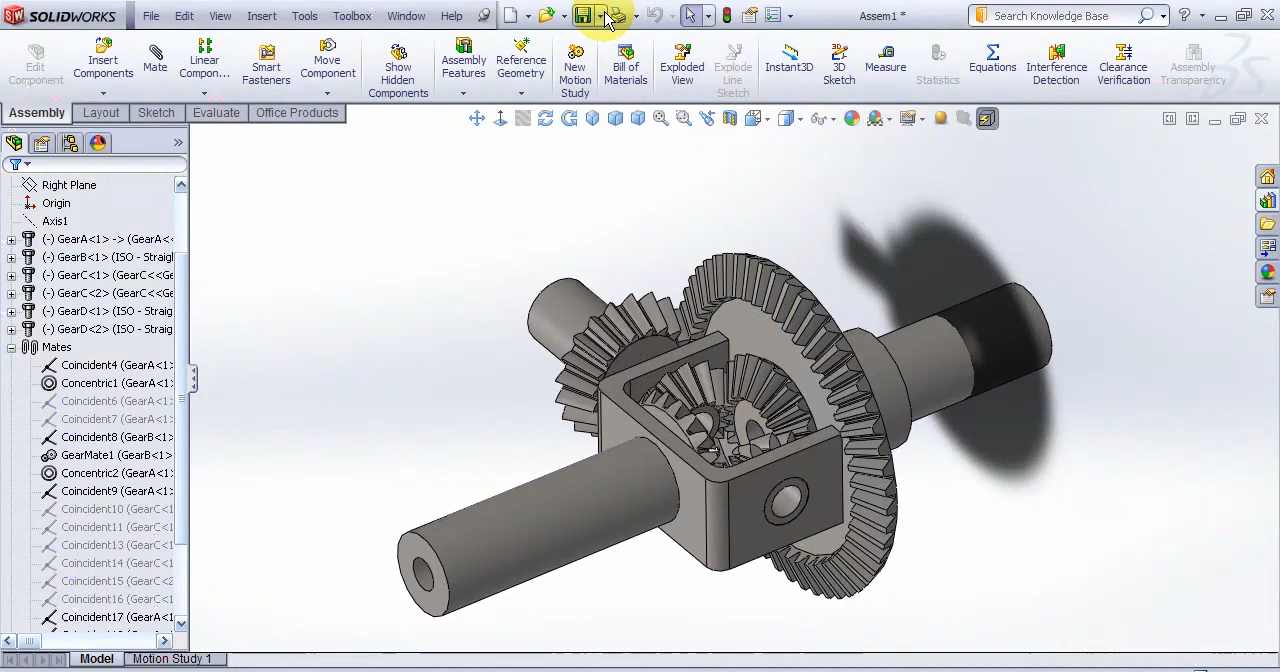 SOLIDWORKS File Edit View Insert Tools Toolbox Window Help Assem1 * Search Knowledge Base ?
Edit Component
Insert Components
Mate
Linear Compon...
Smart Fasteners
Move Component
Show Hidden Components
Assembly Features
Reference Geometry
New Motion Study
Bill of Materials
Exploded View
Explode Line Sketch
Instant3D
3D Sketch
Measure
Statistics
Equations
Interference Detection
Clearance Verification
Assembly Transparency
Assembly Layout Sketch Evaluate Office Products
Right Plane
Origin
Axis1
(-) GearA<1> -> (GearA<
(-) GearB<1> (ISO - Straig
(-) GearC<1> (GearC<<Ge
(-) GearC<2> (GearC<<Ge
(-) GearD<1> (ISO - Straig
(-) GearD<2> (ISO - Straig
Mates
Coincident4 (GearA<1>
Concentric1 (GearA<1>
Coincident6 (GearA<1>
Coincident7 (GearA<1>
Coincident8 (GearB<1>
GearMate1 (GearA<1>
Concentric2 (GearC<1>
Coincident9 (GearA<1>
Coincident10 (GearA<1
Coincident11 (GearC<1
Coincident13 (GearC<1
Coincident14 (GearC<1
Coincident15 (GearC<2
Coincident16 (GearA<1
Coincident17 (GearA<1
Model Motion Study 1